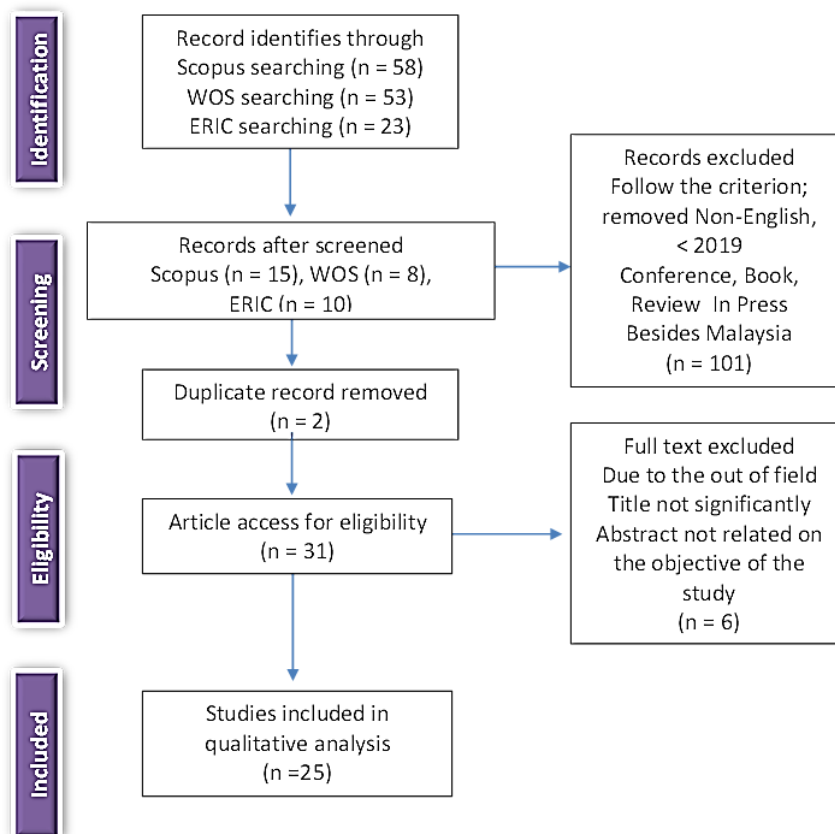 Identification
Record identifies through
Scopus searching (n = 58)
WOS searching (n = 53)
ERIC searching (n = 23)
Records excluded
Follow the criterion;
removed Non-English,
< 2019
Conference, Book,
Review In Press
Besides Malaysia
(n = 101)
Screening
Records after screened
Scopus (n = 15), WOS (n = 8),
ERIC (n = 10)
Duplicate record removed
(n = 2)
Eligibility
Article access for eligibility
(n = 31)
Full text excluded
Due to the out of field
Title not significantly
Abstract not related on
the objective of the
study
(n = 6)
Included
Studies included in
qualitative analysis
(n =25)